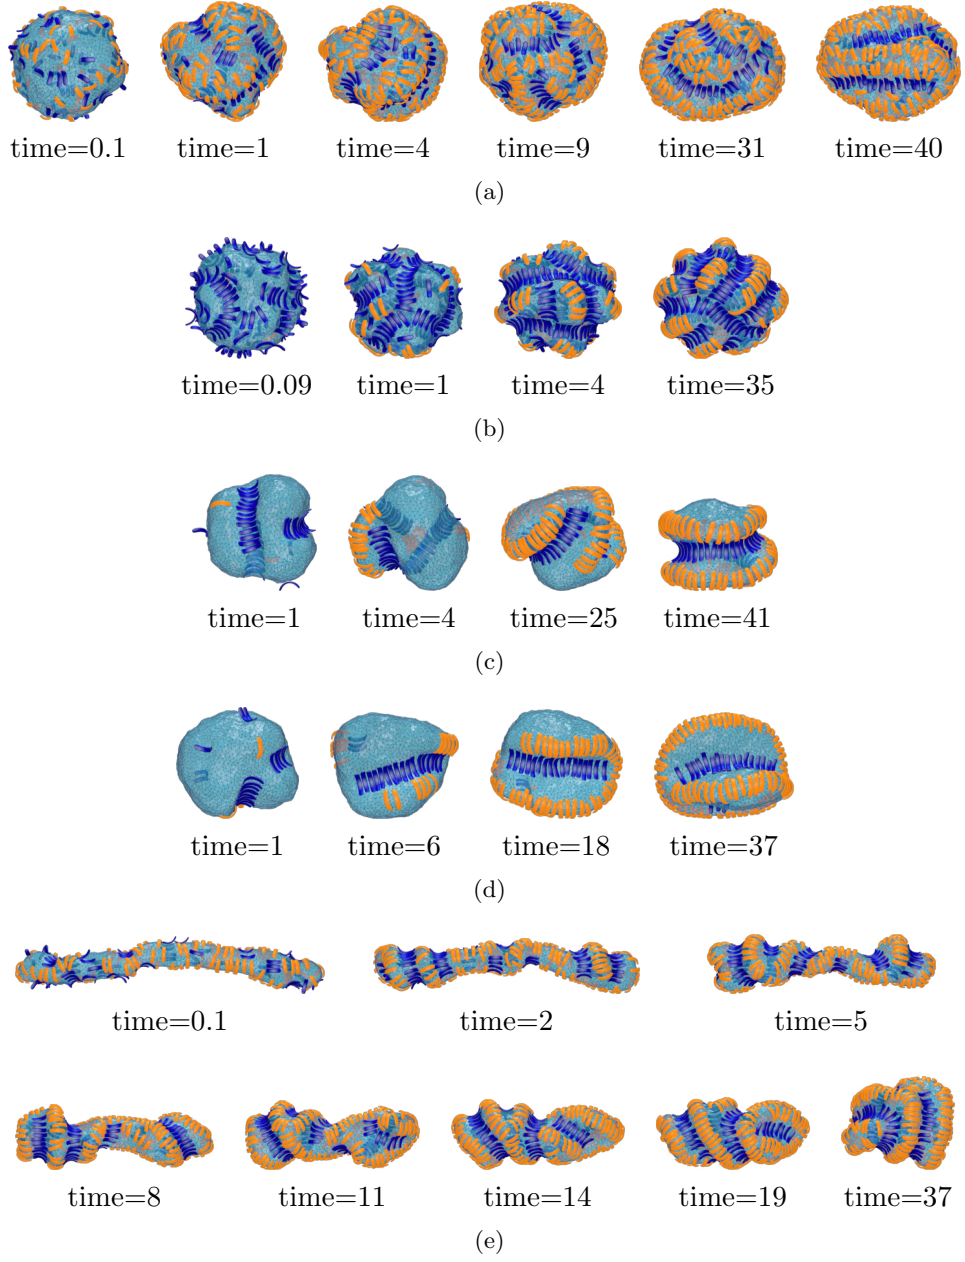 time=0.1 time=1 time=4 time=9 time=31 time=40
(a)
time=0.09 time=1 time=4 time=35
(b)
time=1 time=4 time=25 time=41
(c)
time=1 time=6 time=18 time=37
(d)
time=0.1 time=2 time=5
time=8 time=11 time=14 time=19 time=37
(e)